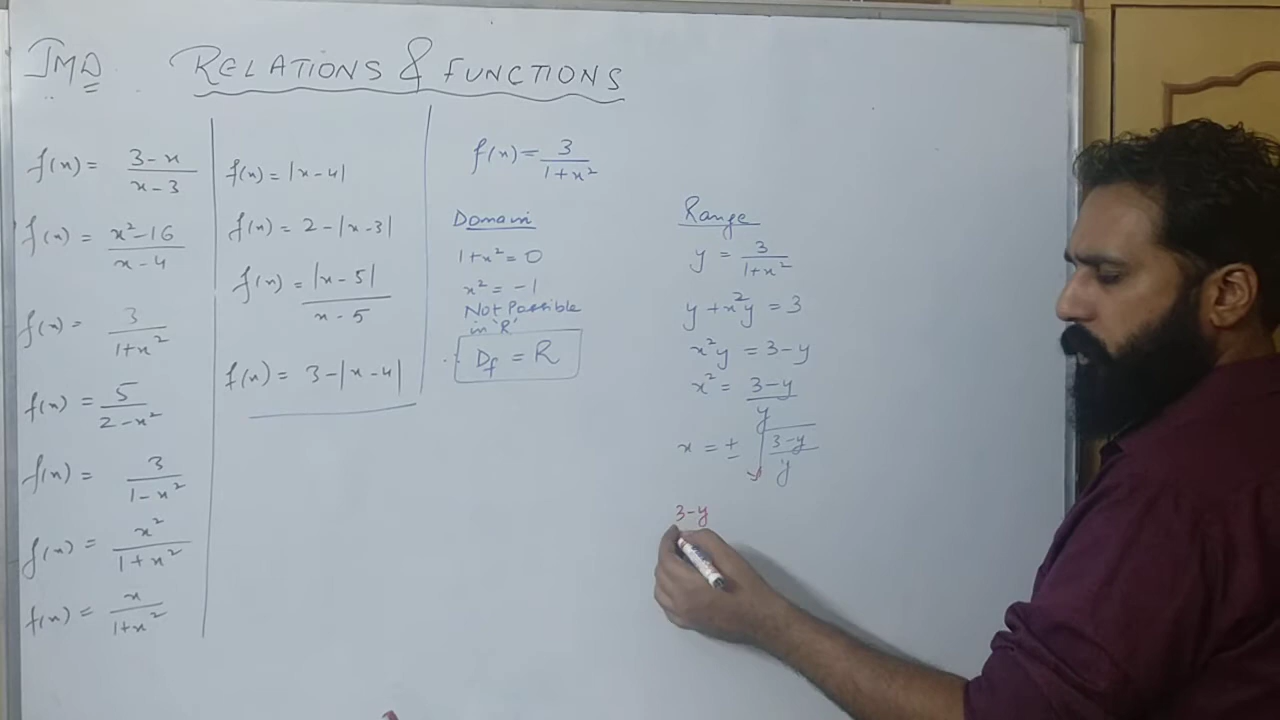 JMD RELATIONS & FUNCTIONS
f(x) = 3-x / x-3
f(x) = x²-16 / x-4
f(x) = 3 / 1+x²
f(x) = 5 / 2-x²
f(x) = 3 / 1-x²
f(x) = x² / 1+x²
f(x) = x / 1+x²
f(x) = |x-4|
f(x) = 2-|x-3|
f(x) = |x-5| / x-5
f(x) = 3-|x-4|
f(x) = 3 / 1+x²
Domain
1+x² = 0
x² = -1
Not Possible
in 'R'
Df = R
Range
y = 3 / 1+x²
y + x²y = 3
x²y = 3-y
x² = 3-y / y
x = ± √(3-y / y)
3-y